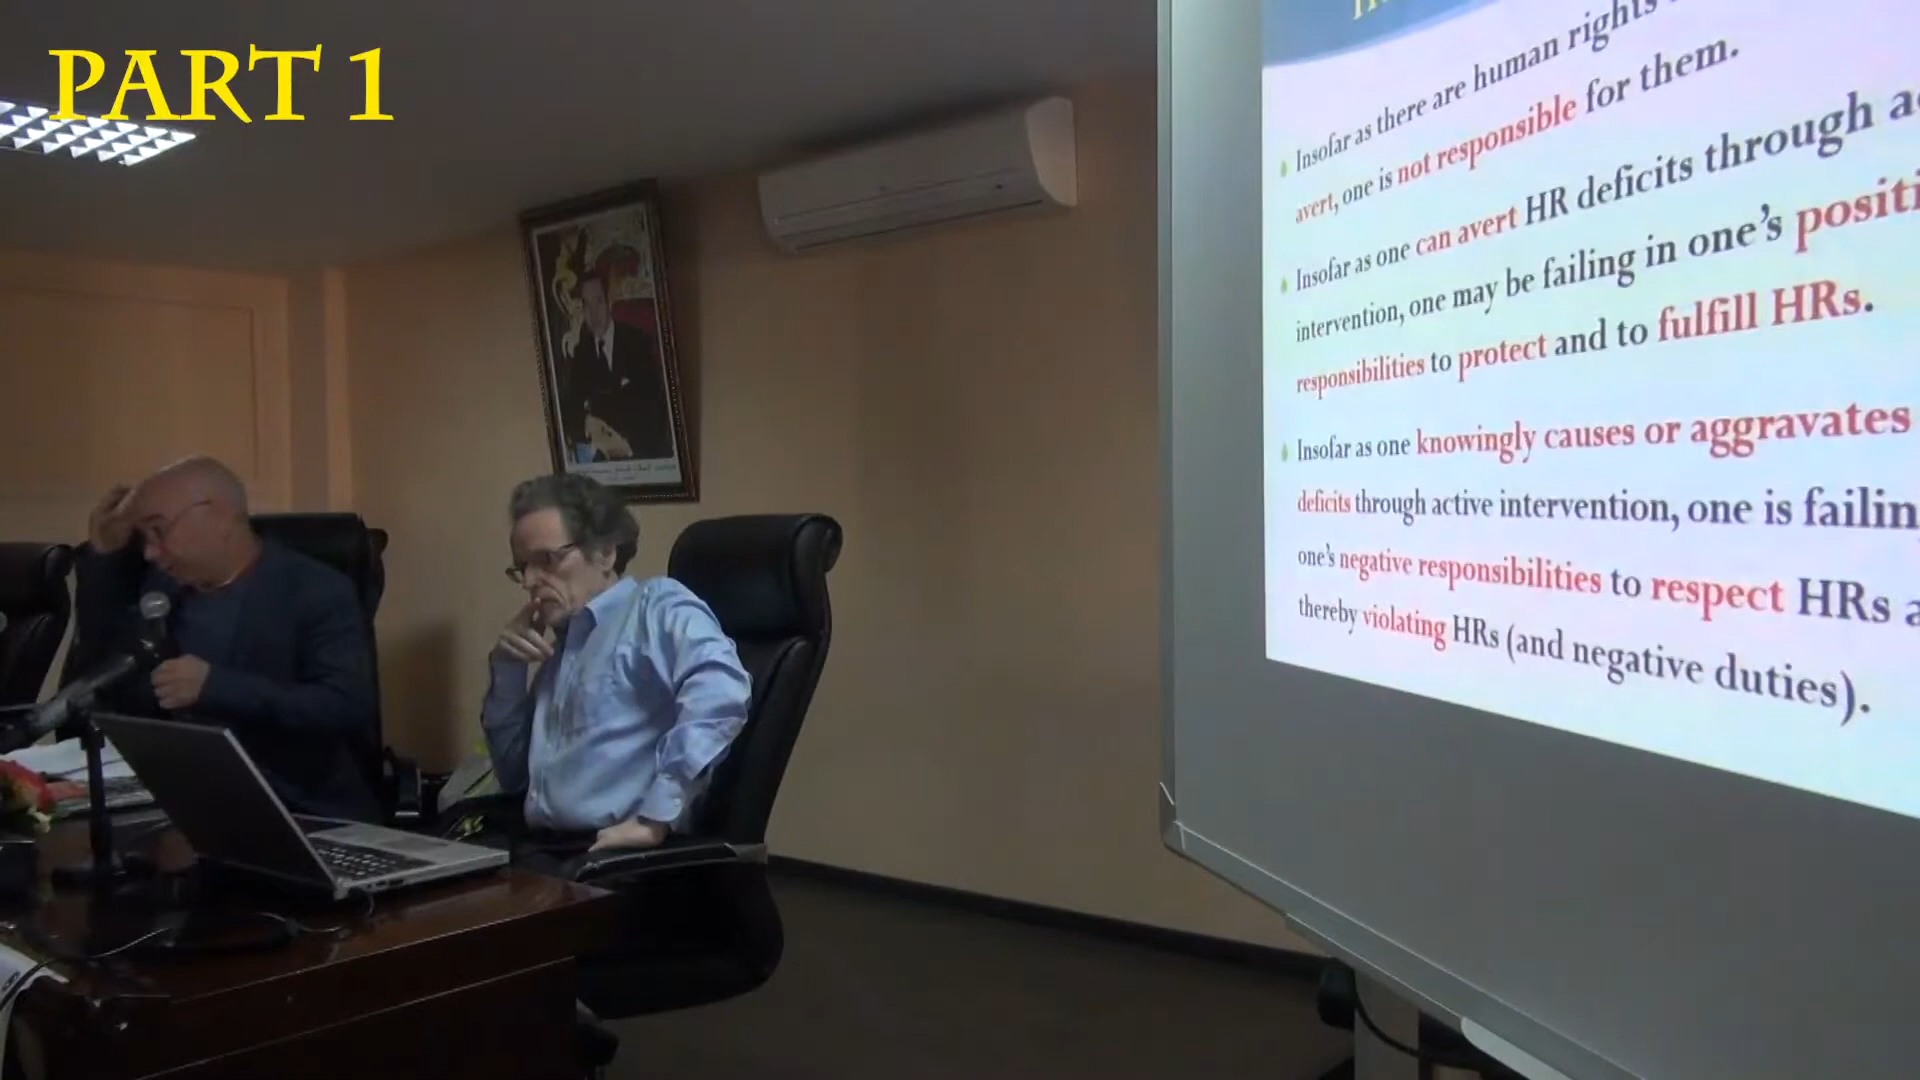 PART 1
Insofar as there are human rights
avert, one is not responsible for them.
Insofar as one can avert HR deficits through
intervention, one may be failing in one's
responsibilities to protect and to fulfill HRs.
Insofar as one knowingly causes or aggravates
deficits through active intervention, one is
one's negative responsibilities to respect HRs
thereby violating HRs (and negative duties).